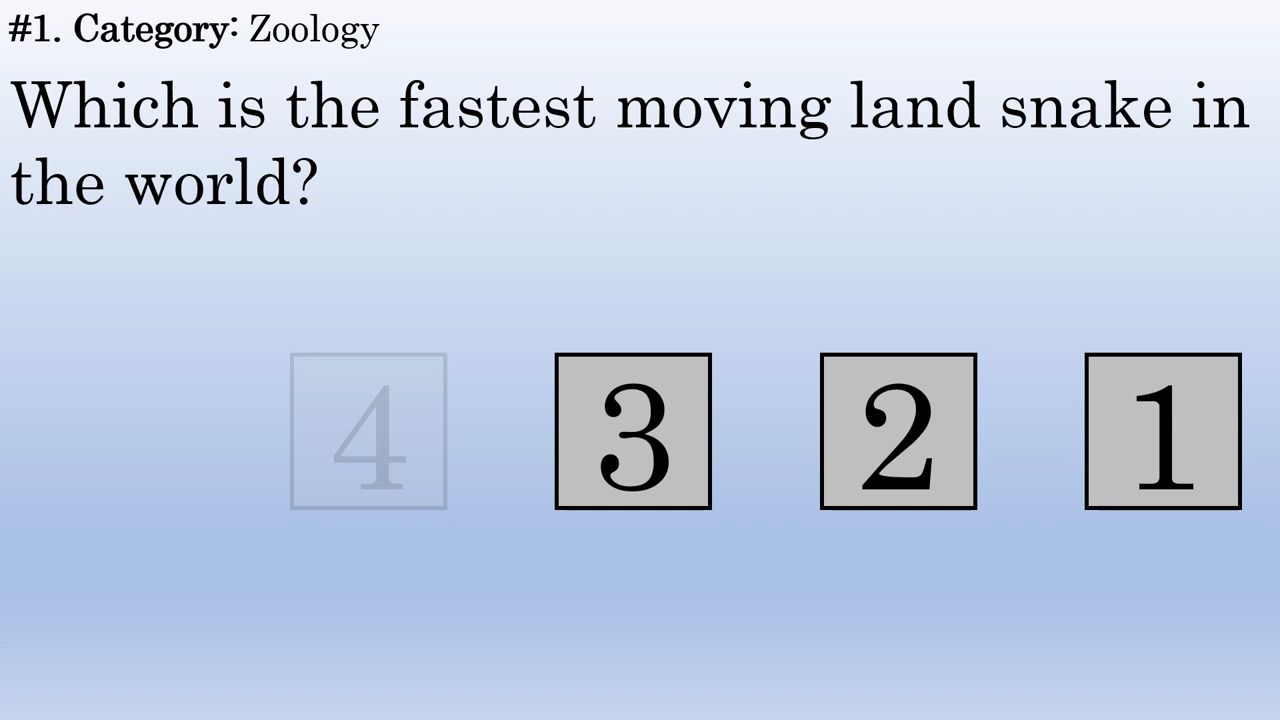 #1. Category: Zoology
Which is the fastest moving land snake in
the world?
4 3 2 1